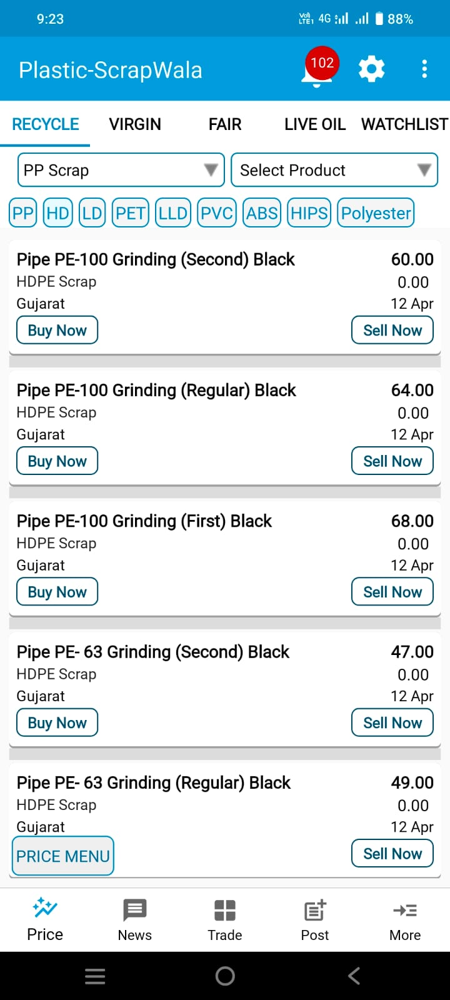 9:23 VoLTE1 4G 88%
Plastic-ScrapWala 102
RECYCLE VIRGIN FAIR LIVE OIL WATCHLIST
PP Scrap Select Product
PP HD LD PET LLD PVC ABS HIPS Polyester
Pipe PE-100 Grinding (Second) Black 60.00
HDPE Scrap 0.00
Gujarat 12 Apr
Buy Now Sell Now
Pipe PE-100 Grinding (Regular) Black 64.00
HDPE Scrap 0.00
Gujarat 12 Apr
Buy Now Sell Now
Pipe PE-100 Grinding (First) Black 68.00
HDPE Scrap 0.00
Gujarat 12 Apr
Buy Now Sell Now
Pipe PE- 63 Grinding (Second) Black 47.00
HDPE Scrap 0.00
Gujarat 12 Apr
Buy Now Sell Now
Pipe PE- 63 Grinding (Regular) Black 49.00
HDPE Scrap 0.00
Gujarat 12 Apr
PRICE MENU Sell Now
Price News Trade Post More